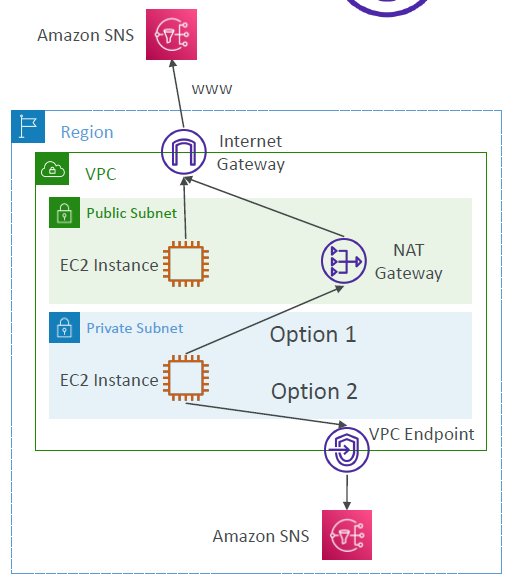 Amazon SNS
www
Region
Internet
Gateway
VPC
Public Subnet
EC2 Instance
NAT
Gateway
Private Subnet
Option 1
EC2 Instance
Option 2
VPC Endpoint
Amazon SNS